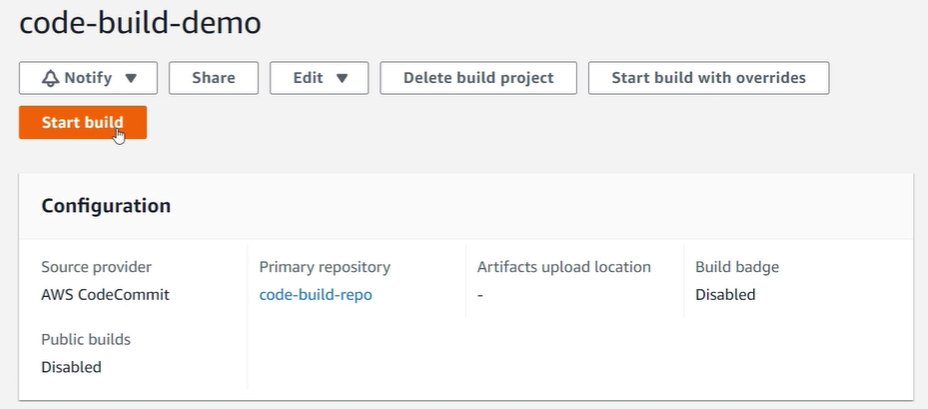 code-build-demo
Notify
Share
Edit
Delete build project
Start build with overrides
Start build
Configuration
Source provider
AWS CodeCommit
Primary repository
code-build-repo
Artifacts upload location
-
Build badge
Disabled
Public builds
Disabled